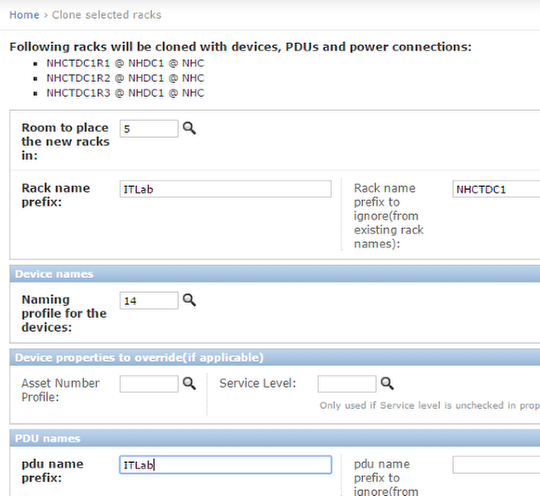 Home › Clone selected racks
Following racks will be cloned with devices, PDUs and power connections:
NHCTDC1R1 @ NHDC1 @ NHC
NHCTDC1R2 @ NHDC1 @ NHC
NHCTDC1R3 @ NHDC1 @ NHC
Room to place
the new racks
in:
5
Rack name
prefix:
ITLab
Rack name
prefix to
ignore(from
existing rack
names):
NHCTDC1
Device names
Naming
profile for the
devices:
14
Device properties to override(if applicable)
Asset Number
Profile:
Service Level:
Only used if Service level is unchecked in prop
PDU names
pdu name
prefix:
ITLab
pdu name
prefix to
ignore(from